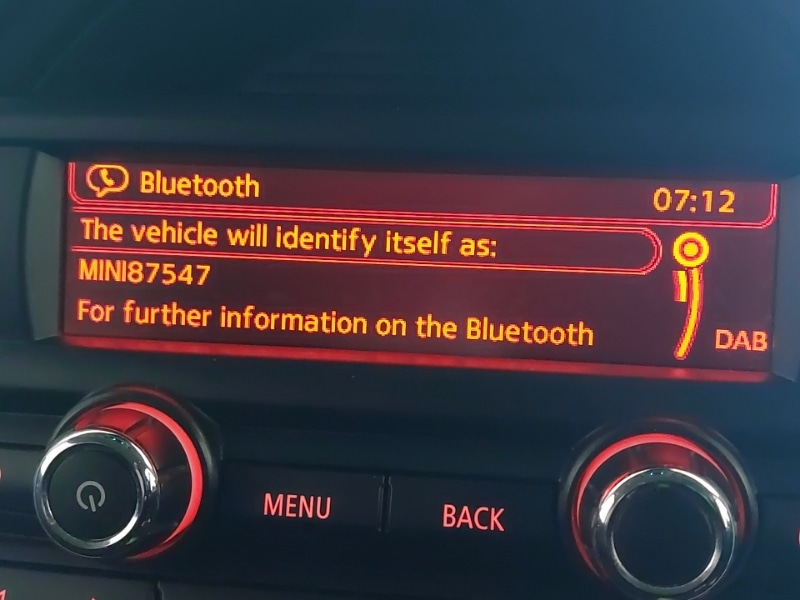 Bluetooth 07:12
The vehicle will identify itself as:
MINI87547
For further information on the Bluetooth
DAB
MENU
BACK